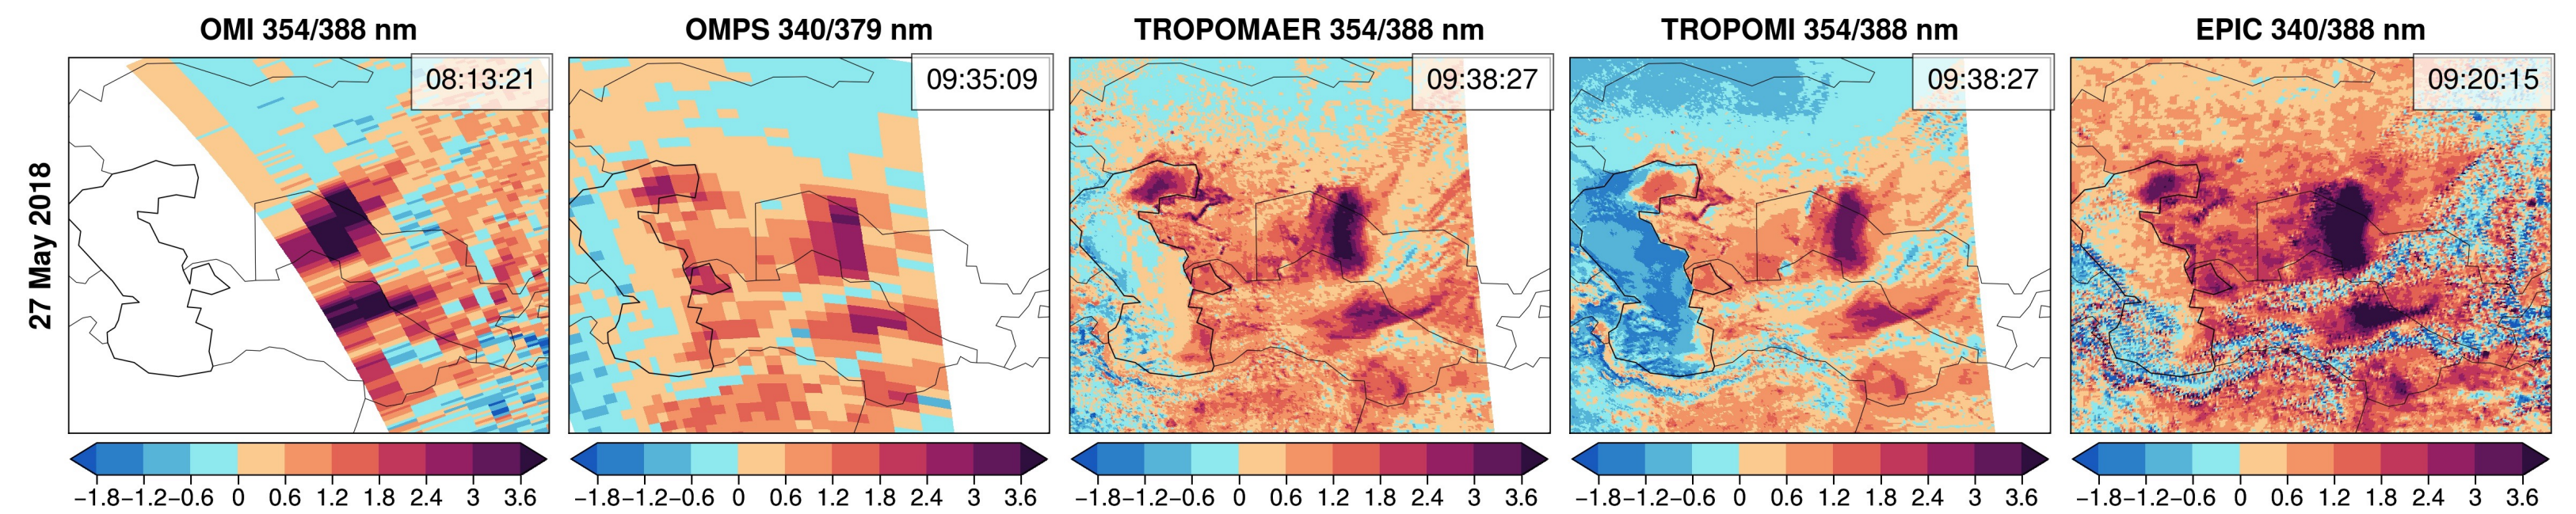 OMI 354/388 nm
OMPS 340/379 nm
TROPOMAER 354/388 nm
TROPOMI 354/388 nm
EPIC 340/388 nm
27 May 2018
08:13:21
09:35:09
09:38:27
09:38:27
09:20:15
−1.8 −1.2 −0.6 0 0.6 1.2 1.8 2.4 3 3.6
−1.8 −1.2 −0.6 0 0.6 1.2 1.8 2.4 3 3.6
−1.8 −1.2 −0.6 0 0.6 1.2 1.8 2.4 3 3.6
−1.8 −1.2 −0.6 0 0.6 1.2 1.8 2.4 3 3.6
−1.8 −1.2 −0.6 0 0.6 1.2 1.8 2.4 3 3.6